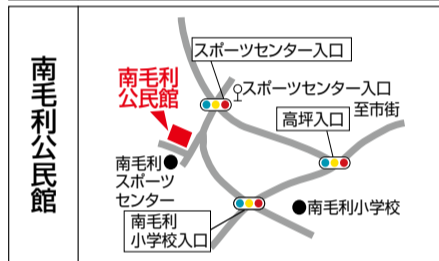 南毛利公民館
スポーツセンター入口
南毛利
公民館
スポーツセンター入口
至市街
高坪入口
南毛利
スポーツ
センター
南毛利
小学校入口
南毛利小学校